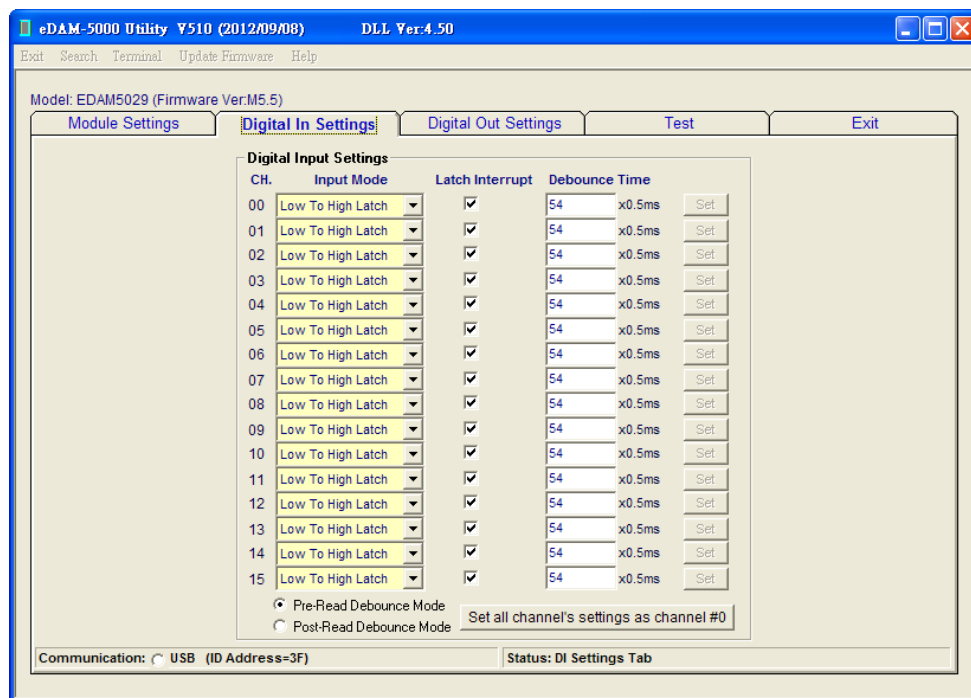 eDAM-5000 Utility V510 (2012/09/08) DLL Ver:4.50
Exit Search Terminal Update Firmware Help
Model: EDAM5029 (Firmware Ver:M5.5)
Module Settings Digital In Settings Digital Out Settings Test Exit
Digital Input Settings
CH. Input Mode Latch Interrupt Debounce Time
00 Low To High Latch 54 x0.5ms Set
01 Low To High Latch 54 x0.5ms Set
02 Low To High Latch 54 x0.5ms Set
03 Low To High Latch 54 x0.5ms Set
04 Low To High Latch 54 x0.5ms Set
05 Low To High Latch 54 x0.5ms Set
06 Low To High Latch 54 x0.5ms Set
07 Low To High Latch 54 x0.5ms Set
08 Low To High Latch 54 x0.5ms Set
09 Low To High Latch 54 x0.5ms Set
10 Low To High Latch 54 x0.5ms Set
11 Low To High Latch 54 x0.5ms Set
12 Low To High Latch 54 x0.5ms Set
13 Low To High Latch 54 x0.5ms Set
14 Low To High Latch 54 x0.5ms Set
15 Low To High Latch 54 x0.5ms Set
Pre-Read Debounce Mode
Post-Read Debounce Mode
Set all channel's settings as channel #0
Communication: USB (ID Address=3F) Status: DI Settings Tab